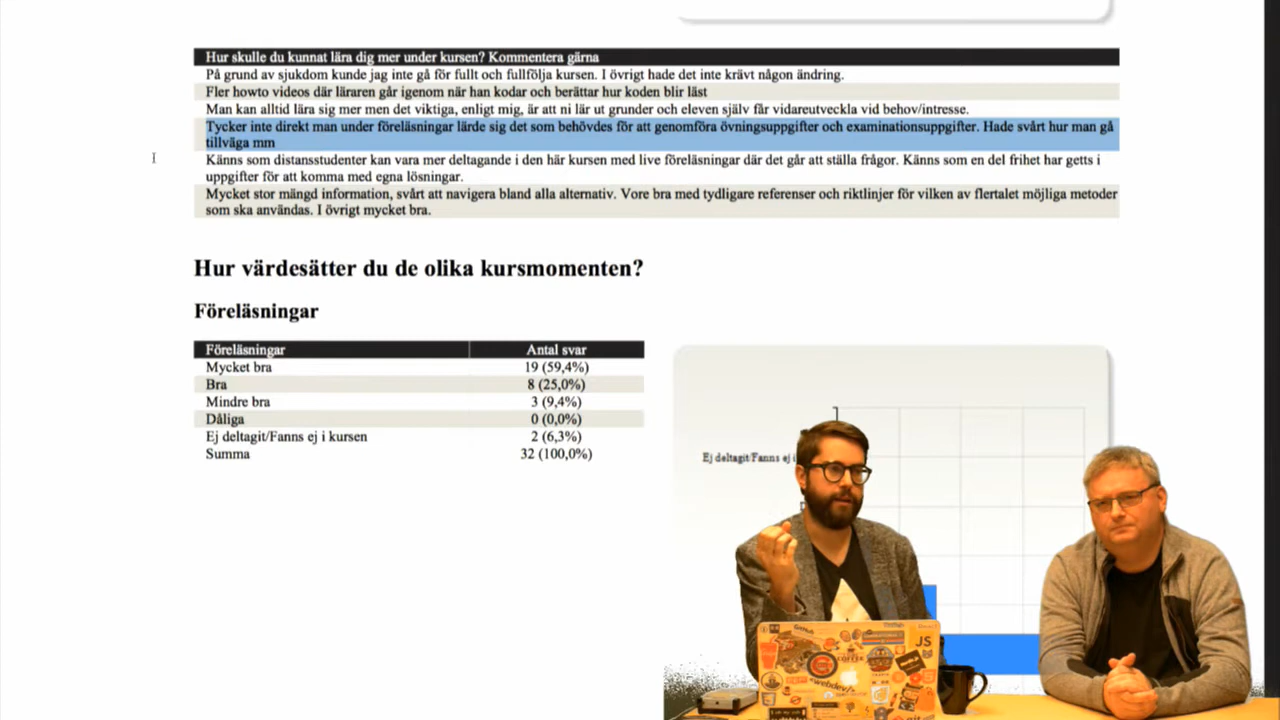 Hur skulle du kunnat lära dig mer under kursen? Kommentera gärna
På grund av sjukdom kunde jag inte gå för fullt och fullfölja kursen. I övrigt hade det inte krävt någon ändring.
Fler howto videos där läraren går igenom när han kodar och berättar hur koden blir läst
Man kan alltid lära sig mer men det viktiga, enligt mig, är att ni lär ut grunder och eleven själv får vidareutveckla vid behov/intresse.
Tycker inte direkt man under föreläsningar lärde sig det som behövdes för att genomföra övningsuppgifter och examinationsuppgifter. Hade svårt hur man gå
tillväga mm
Känns som distansstudenter kan vara mer deltagande i den här kursen med live föreläsningar där det går att ställa frågor. Känns som en del frihet har getts i
uppgifter för att komma med egna lösningar.
Mycket stor mängd information, svårt att navigera bland alla alternativ. Vore bra med tydligare referenser och riktlinjer för vilken av flertalet möjliga metoder
som ska användas. I övrigt mycket bra.
Hur värdesätter du de olika kursmomenten?
Föreläsningar
Föreläsningar Antal svar
Mycket bra 19 (59,4%)
Bra 8 (25,0%)
Mindre bra 3 (9,4%)
Dåliga 0 (0,0%)
Ej deltagit/Fanns ej i kursen 2 (6,3%)
Summa 32 (100,0%)
Ej deltagit/Fanns ej i
GitHub
JS
COFFEE
webdev/>
git